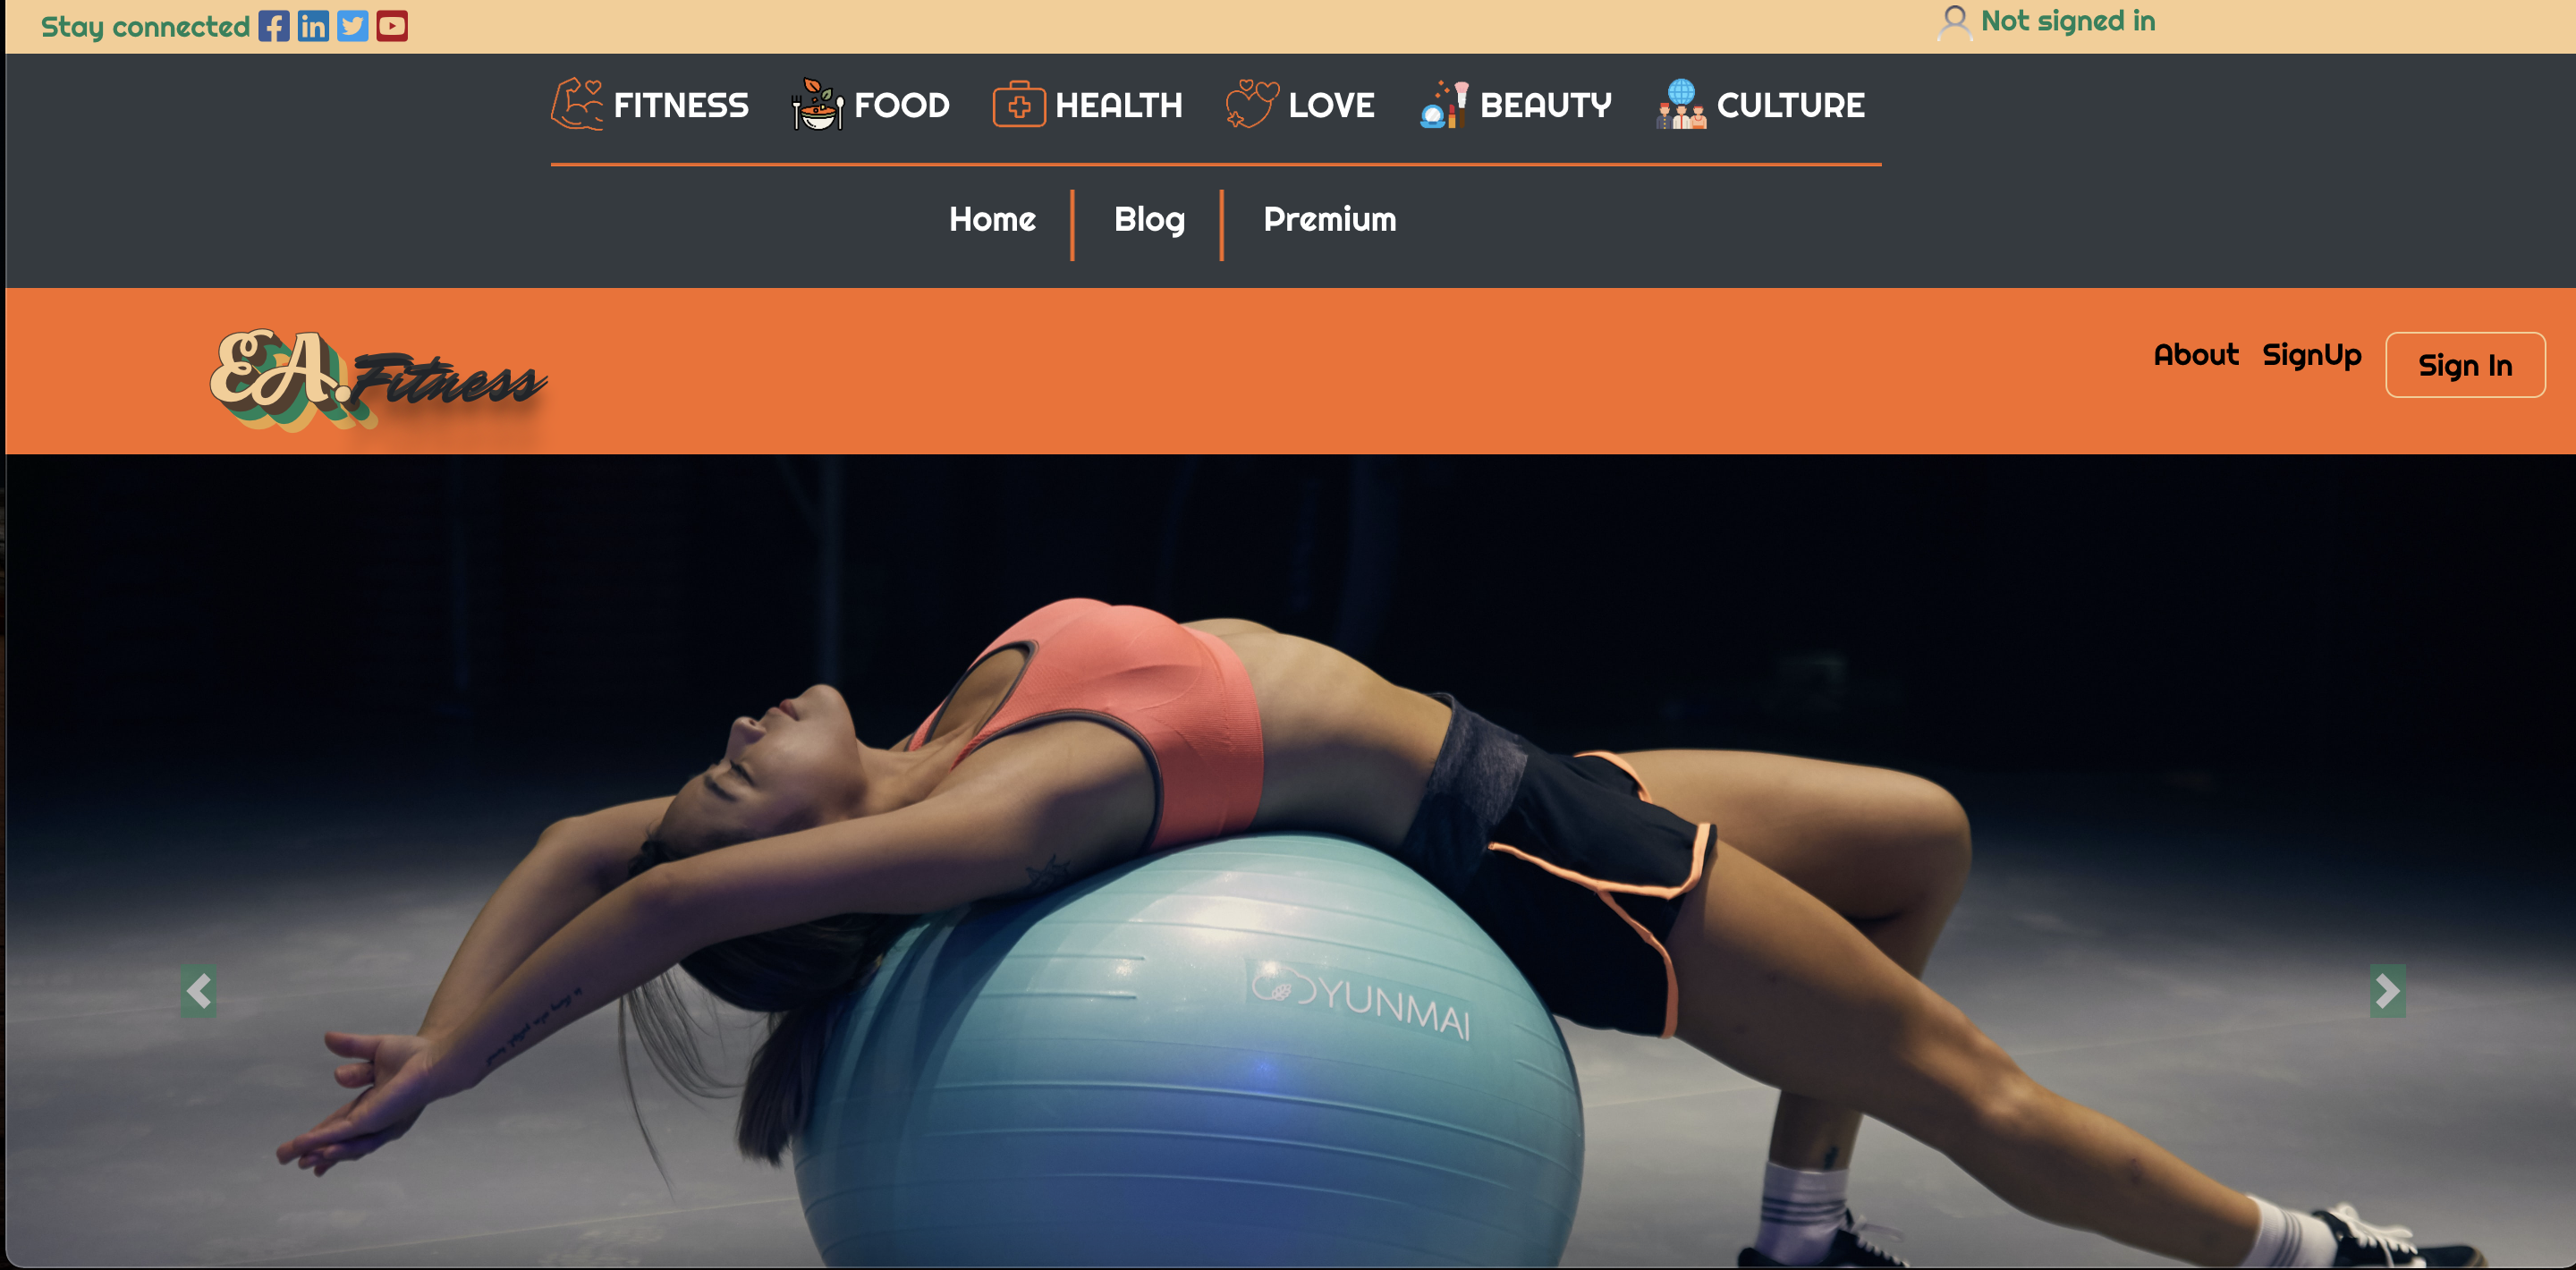 Stay connected
Not signed in
FITNESS FOOD HEALTH LOVE BEAUTY CULTURE
Home Blog Premium
EA.Fitness
About SignUp Sign In
YUNMAI